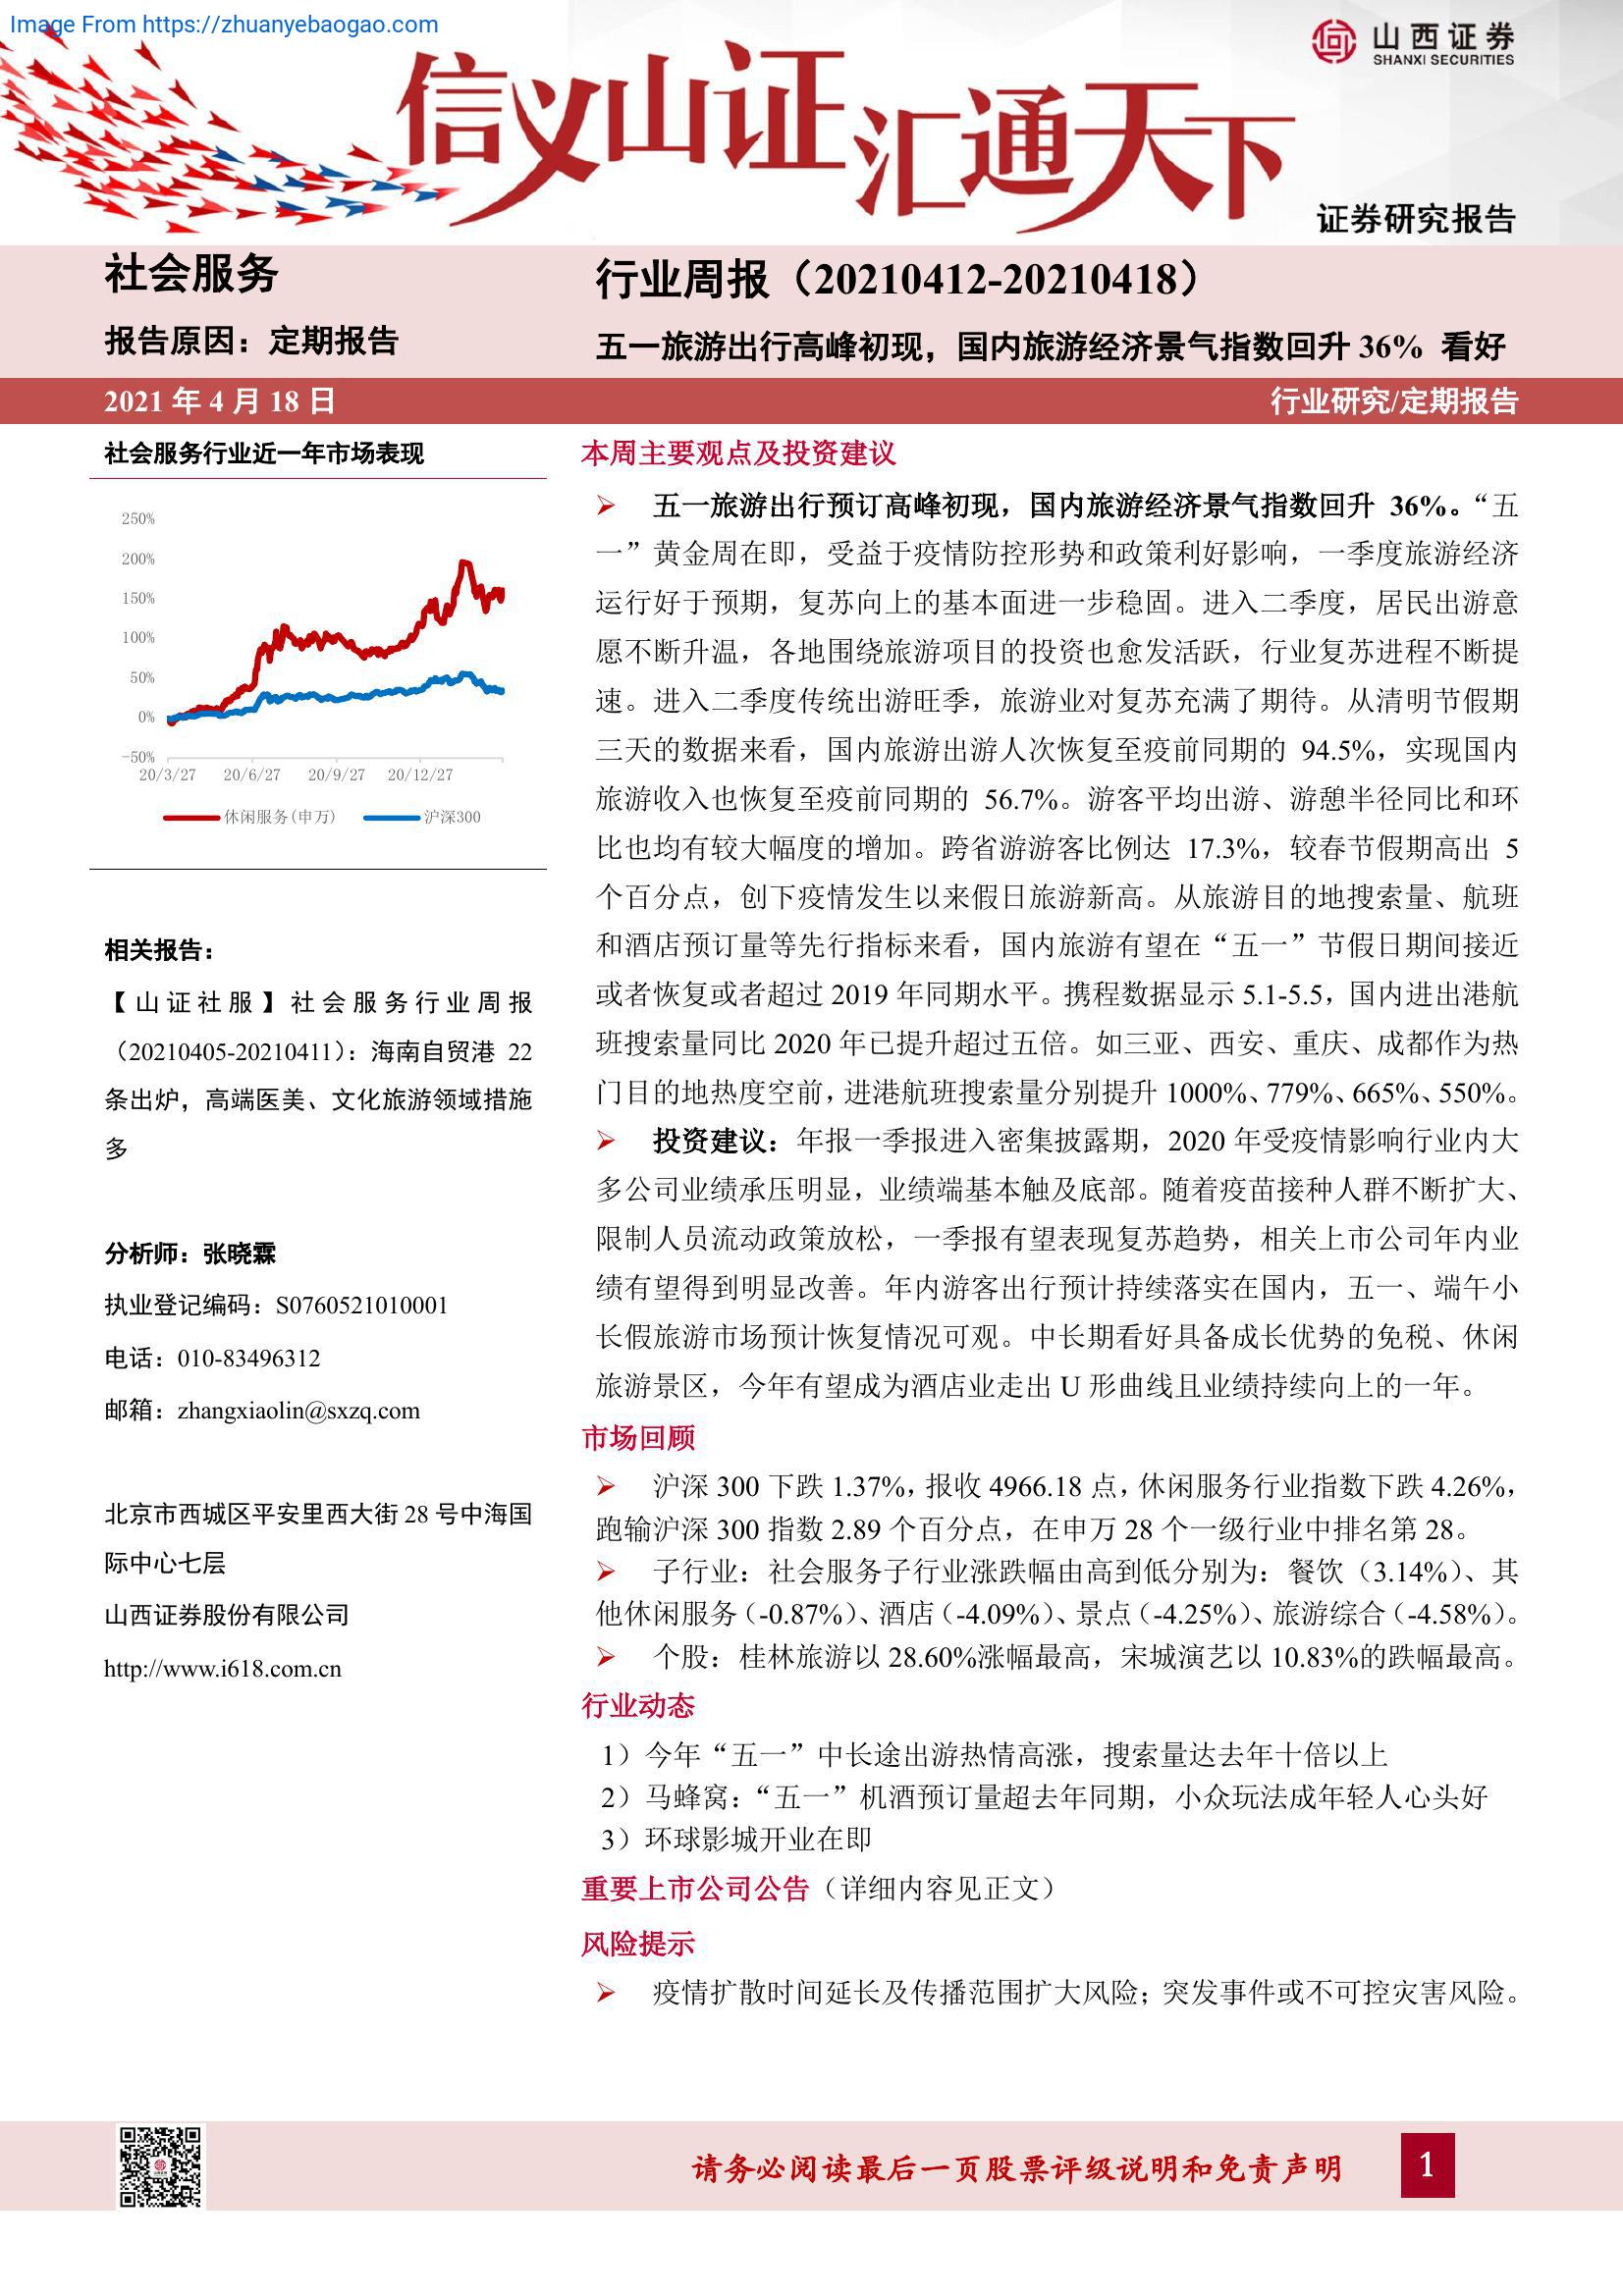 Image From https://zhuanyebaogao.com
信义山证汇通天下
山西证券
SHANXI SECURITIES
证券研究报告
社会服务
行业周报（20210412-20210418）
报告原因：定期报告
五一旅游出行高峰初现，国内旅游经济景气指数回升 36% 看好
2021 年 4 月 18 日
行业研究/定期报告
社会服务行业近一年市场表现
250%
200%
150%
100%
50%
0%
-50%
20/3/27 20/6/27 20/9/27 20/12/27
休闲服务(申万) 沪深300
相关报告：
【山证社服】社会服务行业周报
（20210405-20210411）：海南自贸港 22
条出炉，高端医美、文化旅游领域措施
多
分析师：张晓霖
执业登记编码：S0760521010001
电话：010-83496312
邮箱：zhangxiaolin@sxzq.com
北京市西城区平安里西大街 28 号中海国
际中心七层
山西证券股份有限公司
http://www.i618.com.cn
本周主要观点及投资建议
➢ 五一旅游出行预订高峰初现，国内旅游经济景气指数回升 36%。“五
一”黄金周在即，受益于疫情防控形势和政策利好影响，一季度旅游经济
运行好于预期，复苏向上的基本面进一步稳固。进入二季度，居民出游意
愿不断升温，各地围绕旅游项目的投资也愈发活跃，行业复苏进程不断提
速。进入二季度传统出游旺季，旅游业对复苏充满了期待。从清明节假期
三天的数据来看，国内旅游出游人次恢复至疫前同期的 94.5%，实现国内
旅游收入也恢复至疫前同期的 56.7%。游客平均出游、游憩半径同比和环
比也均有较大幅度的增加。跨省游游客比例达 17.3%，较春节假期高出 5
个百分点，创下疫情发生以来假日旅游新高。从旅游目的地搜索量、航班
和酒店预订量等先行指标来看，国内旅游有望在“五一”节假日期间接近
或者恢复或者超过 2019 年同期水平。携程数据显示 5.1-5.5，国内进出港航
班搜索量同比 2020 年已提升超过五倍。如三亚、西安、重庆、成都作为热
门目的地热度空前，进港航班搜索量分别提升 1000%、779%、665%、550%。
➢ 投资建议：年报一季报进入密集披露期，2020 年受疫情影响行业内大
多公司业绩承压明显，业绩端基本触及底部。随着疫苗接种人群不断扩大、
限制人员流动政策放松，一季报有望表现复苏趋势，相关上市公司年内业
绩有望得到明显改善。年内游客出行预计持续落实在国内，五一、端午小
长假旅游市场预计恢复情况可观。中长期看好具备成长优势的免税、休闲
旅游景区，今年有望成为酒店业走出 U 形曲线且业绩持续向上的一年。
市场回顾
➢ 沪深 300 下跌 1.37%，报收 4966.18 点，休闲服务行业指数下跌 4.26%，
跑输沪深 300 指数 2.89 个百分点，在申万 28 个一级行业中排名第 28。
➢ 子行业：社会服务子行业涨跌幅由高到低分别为：餐饮（3.14%）、其
他休闲服务（-0.87%）、酒店（-4.09%）、景点（-4.25%）、旅游综合（-4.58%）。
➢ 个股：桂林旅游以 28.60%涨幅最高，宋城演艺以 10.83%的跌幅最高。
行业动态
1）今年“五一”中长途出游热情高涨，搜索量达去年十倍以上
2）马蜂窝：“五一”机酒预订量超去年同期，小众玩法成年轻人心头好
3）环球影城开业在即
重要上市公司公告（详细内容见正文）
风险提示
➢ 疫情扩散时间延长及传播范围扩大风险；突发事件或不可控灾害风险。
请务必阅读最后一页股票评级说明和免责声明
1